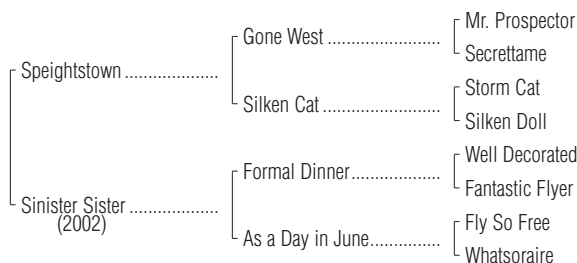 Mr. Prospector
Gone West ........................
Secrettame
Speightstown ....................
Storm Cat
Silken Cat ..........................
Silken Doll
Well Decorated
Formal Dinner...................
Fantastic Flyer
Sinister Sister ...................
(2002)
Fly So Free
As a Day in June...............
Whatsoraire